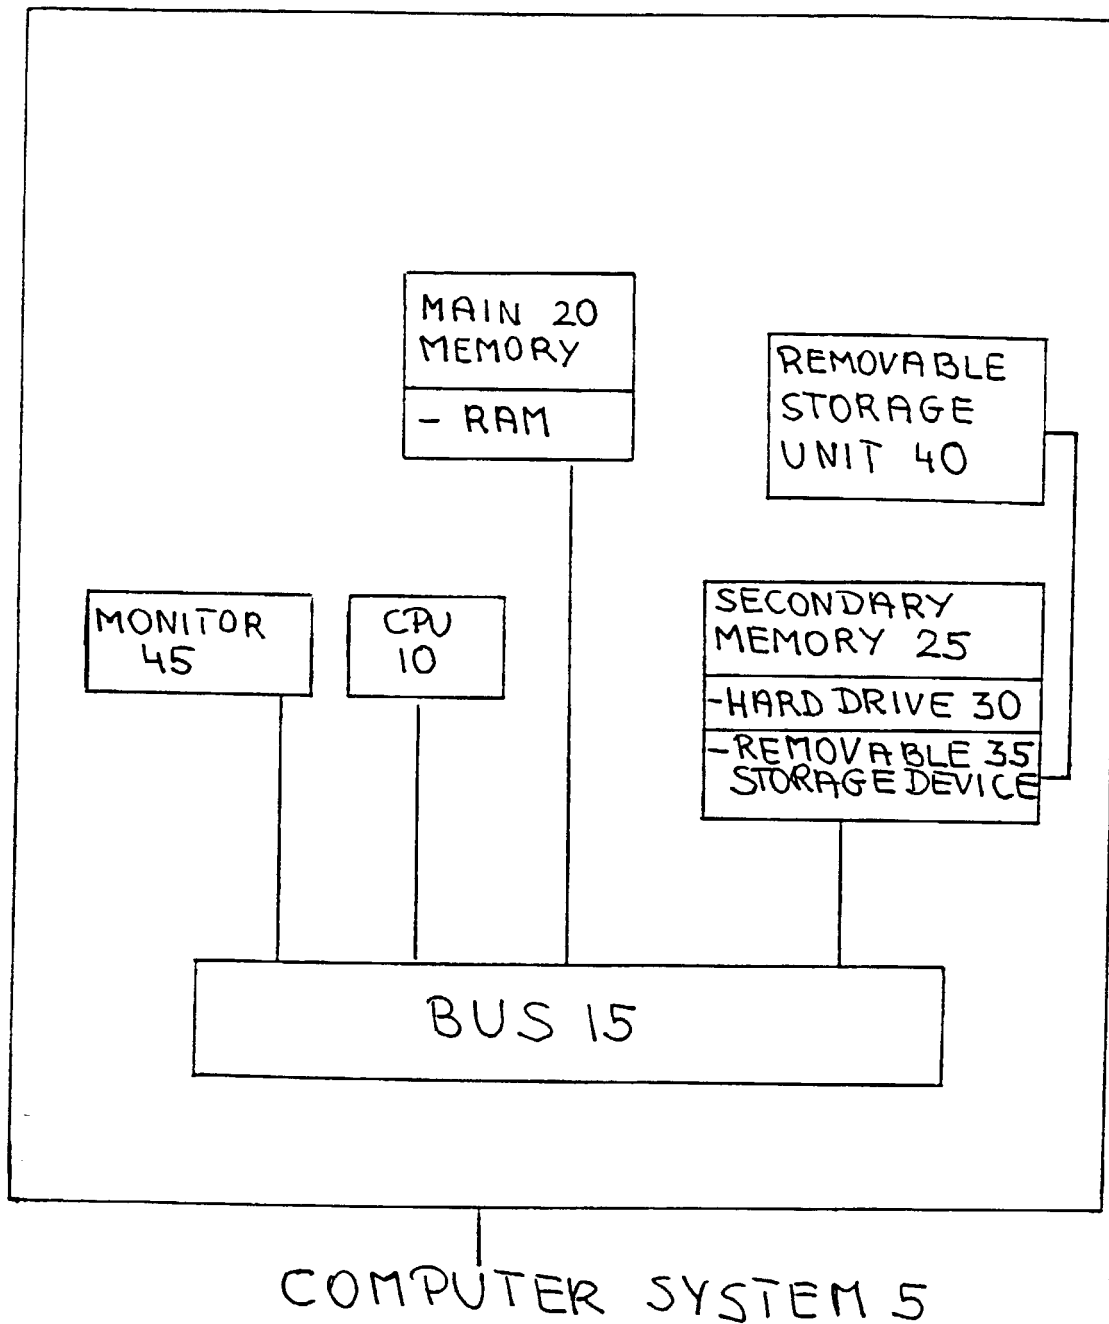 MAIN 20
MEMORY
- RAM
REMOVABLE
STORAGE
UNIT 40
MONITOR
45
CPU
10
SECONDARY
MEMORY 25
-HARD DRIVE 30
-REMOVABLE 35
STORAGE DEVICE
BUS 15
COMPUTER SYSTEM 5